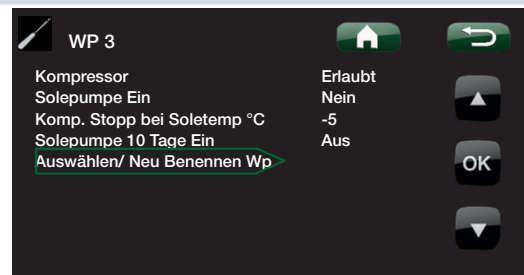 WP 3
Kompressor Erlaubt
Solepumpe Ein Nein
Komp. Stopp bei Soletemp °C -5
Solepumpe 10 Tage Ein Aus
Auswählen/ Neu Benennen Wp
OK